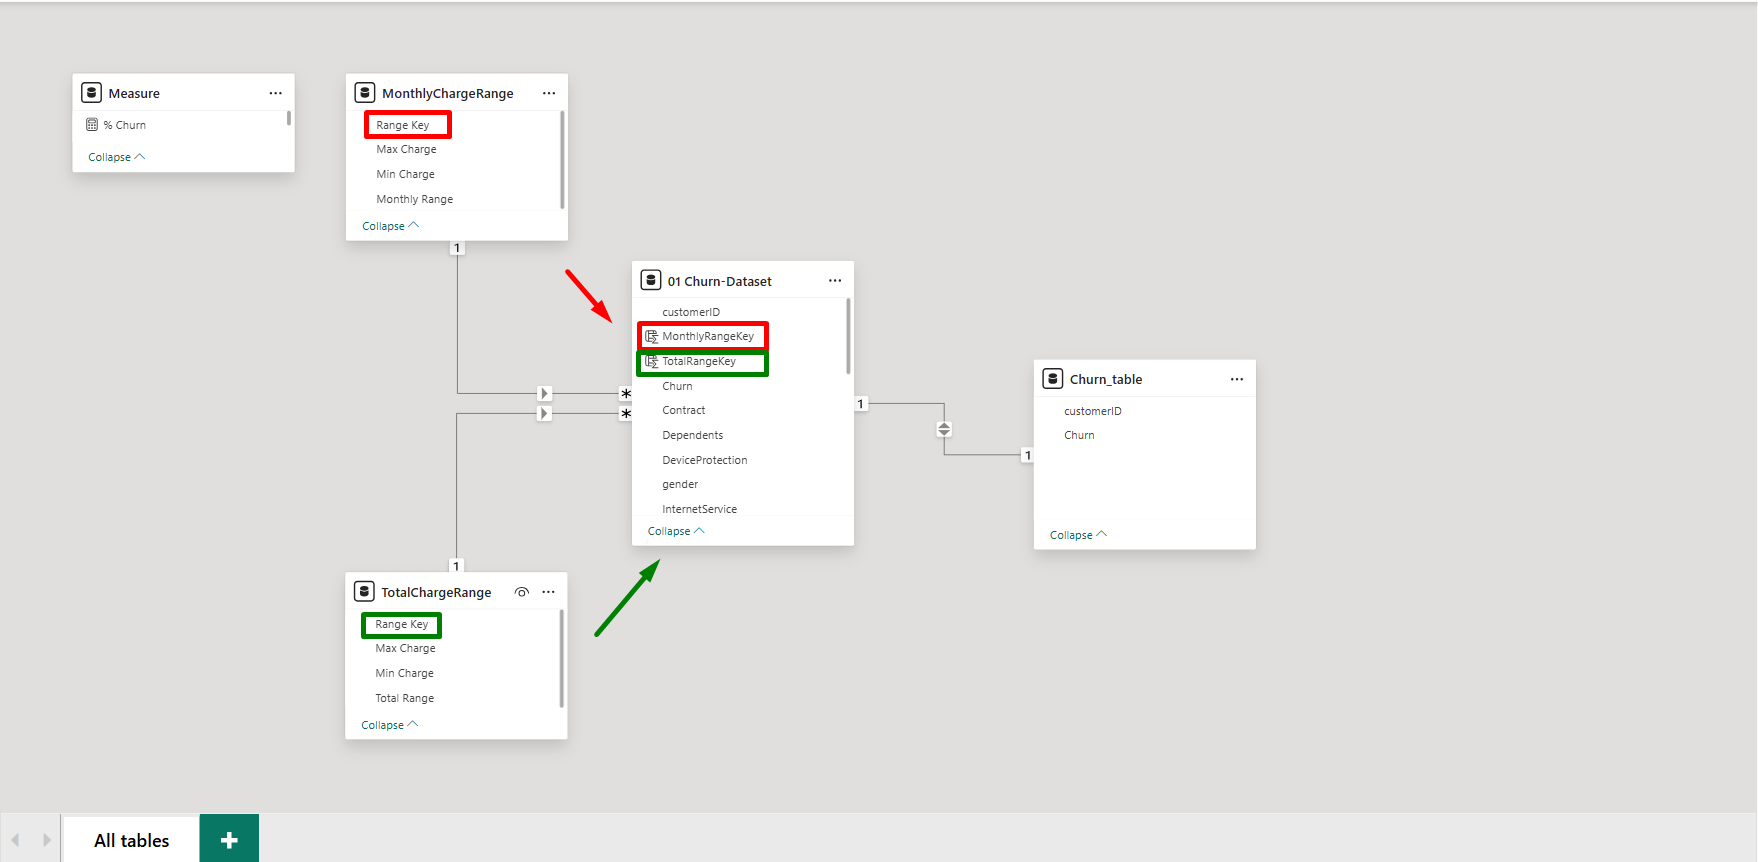 Measure
% Churn
Collapse
MonthlyChargeRange
Range Key
Max Charge
Min Charge
Monthly Range
Collapse
1
*
*
1
TotalChargeRange
Range Key
Max Charge
Min Charge
Total Range
Collapse
01 Churn-Dataset
customerID
MonthlyRangeKey
TotalRangeKey
Churn
Contract
Dependents
DeviceProtection
gender
InternetService
Collapse
1
1
Churn_table
customerID
Churn
Collapse
All tables